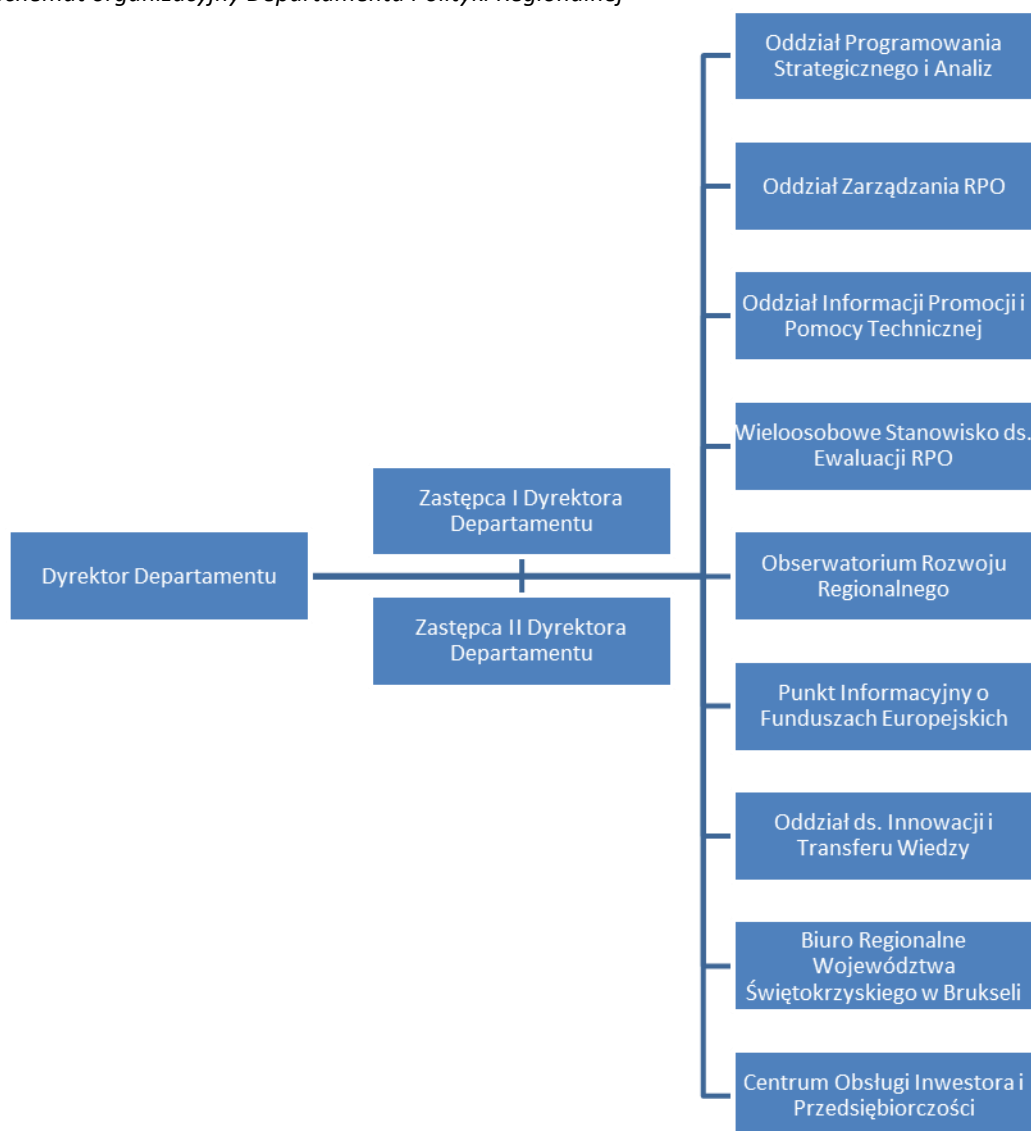 schemat organizacyjny Departamentu Polityki Regionalnej
Oddział Programowania
Strategicznego i Analiz
Oddział Zarządzania RPO
Oddział Informacji Promocji i
Pomocy Technicznej
Wieloosobowe Stanowisko ds.
Ewaluacji RPO
Zastępca I Dyrektora
Departamentu
Dyrektor Departamentu
Zastępca II Dyrektora
Departamentu
Obserwatorium Rozwoju
Regionalnego
Punkt Informacyjny o
Funduszach Europejskich
Oddział ds. Innowacji i
Transferu Wiedzy
Biuro Regionalne
Województwa
Świętokrzyskiego w Brukseli
Centrum Obsługi Inwestora i
Przedsiębiorczości